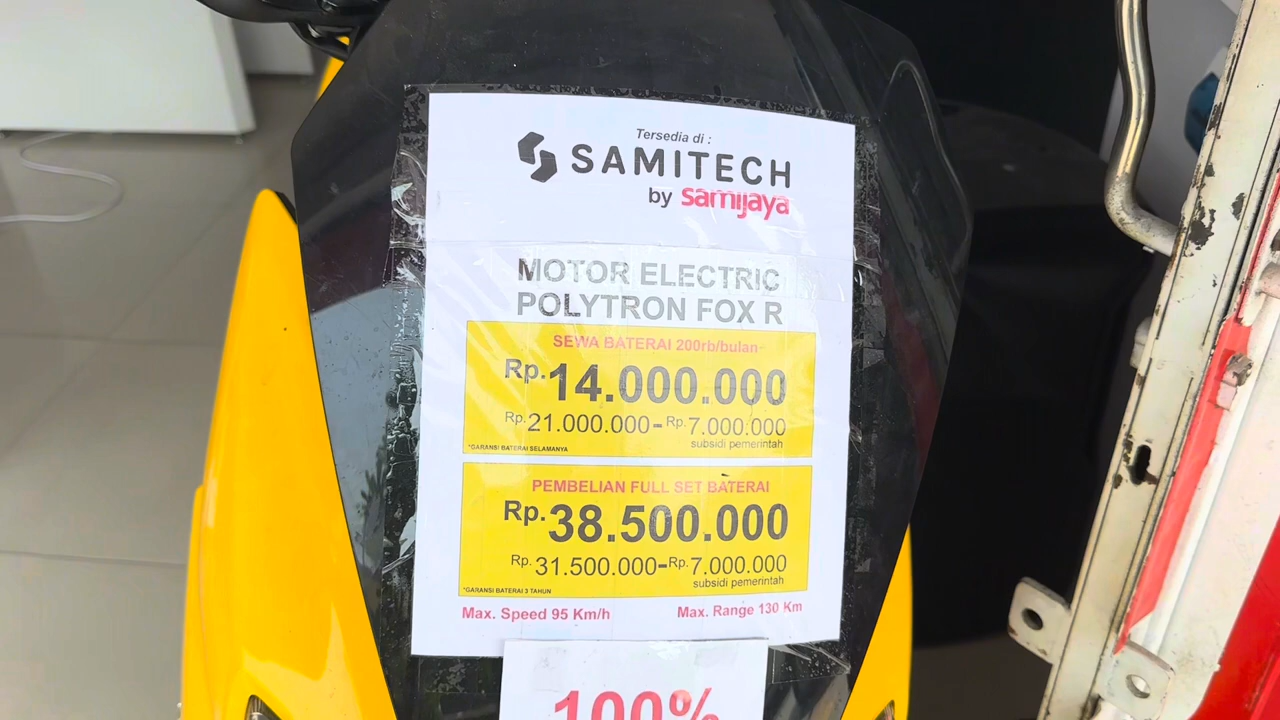 Tersedia di :
SAMITECH
by samijaya
MOTOR ELECTRIC
POLYTRON FOX R
SEWA BATERAI 200rb/bulan
Rp.14.000.000
Rp.21.000.000-Rp.7.000.000
subsidi pemerintah
*GARANSI BATERAI SELAMANYA
PEMBELIAN FULL SET BATERAI
Rp.38.500.000
Rp.31.500.000-Rp.7.000.000
subsidi pemerintah
*GARANSI BATERAI 3 TAHUN
Max. Speed 95 Km/h
Max. Range 130 Km
100%